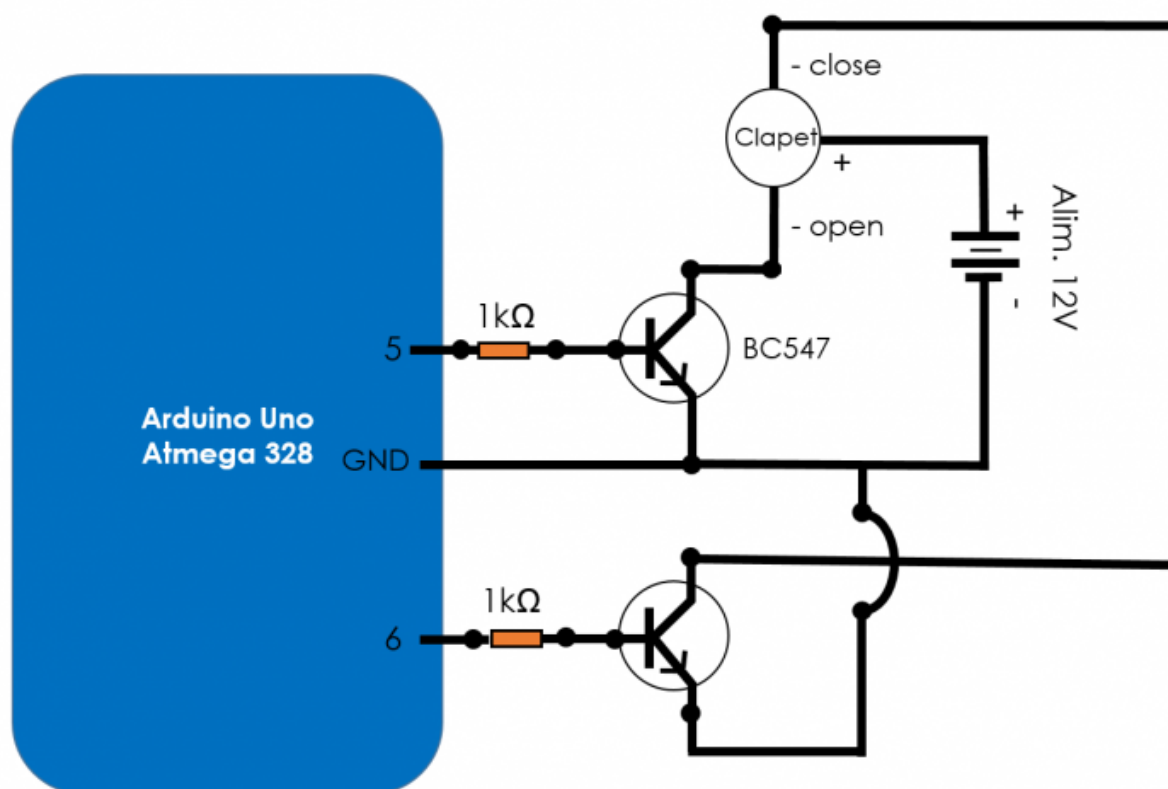 - close
Clapet
+
- open
+
-
Alim. 12V
1kΩ
5
BC547
Arduino Uno
Atmega 328
GND
1kΩ
6